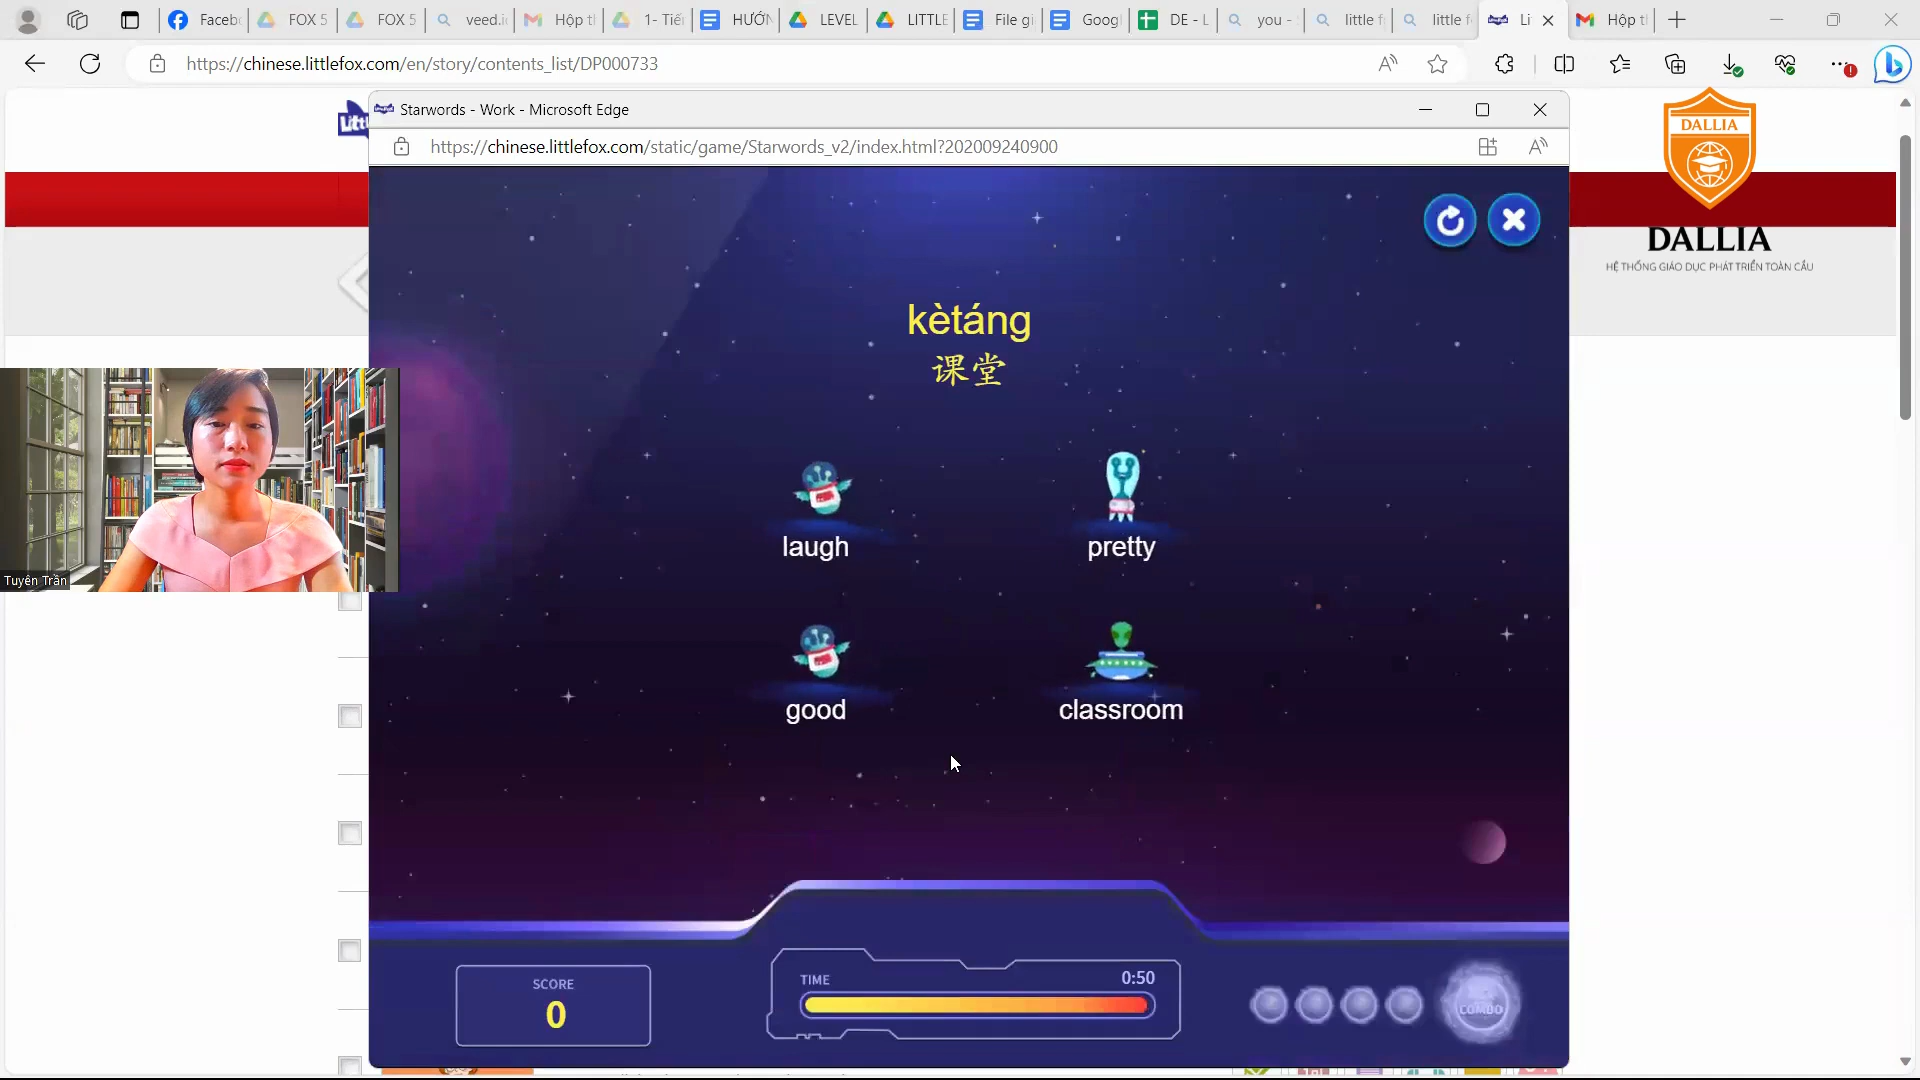 Faceb
FOX 5
FOX 5
veed.i
Hộp t
1- Tiế
HƯỚN
LEVEL
LITTLE
File gi
Goog
DE - L
you -
little f
little f
Li
Hộp t
https://chinese.littlefox.com/en/story/contents_list/DP000733
Starwords - Work - Microsoft Edge
https://chinese.littlefox.com/static/game/Starwords_v2/index.html?202009240900
DALLIA
DALLIA
HỆ THỐNG GIÁO DỤC PHÁT TRIỂN TOÀN CẦU
kètáng
课堂
laugh
pretty
Tuyên Trần
good
classroom
SCORE
0
TIME
0:50
COMBO